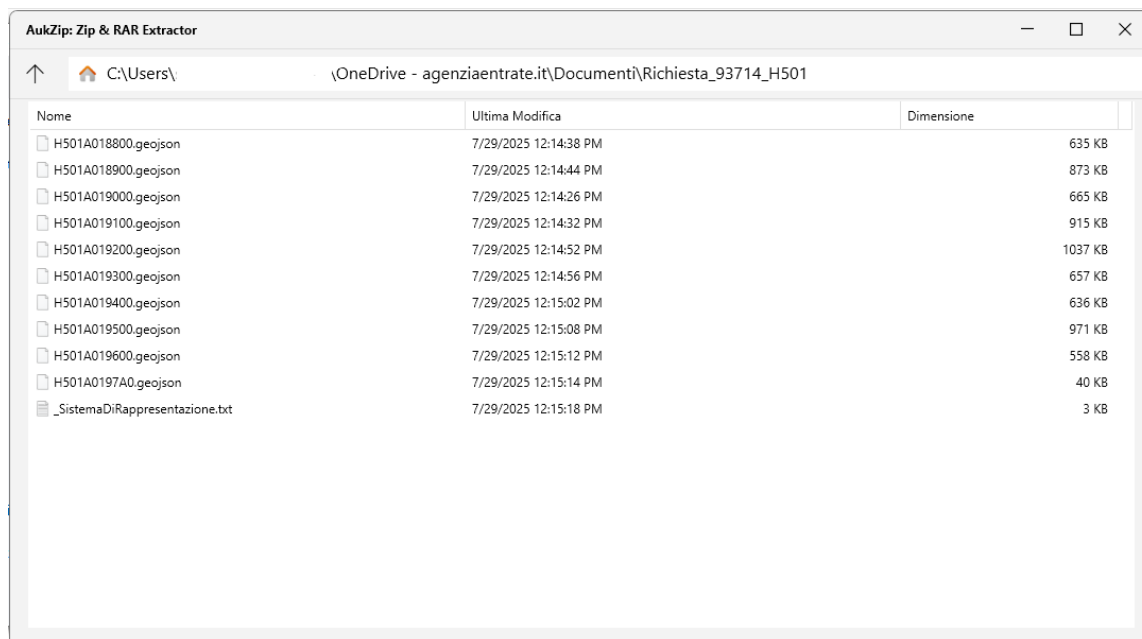 AukZip: Zip & RAR Extractor
C:\Users\ \OneDrive - agenziaentrate.it\Documenti\Richiesta_93714_H501
Nome Ultima Modifica Dimensione
H501A018800.geojson 7/29/2025 12:14:38 PM 635 KB
H501A018900.geojson 7/29/2025 12:14:44 PM 873 KB
H501A019000.geojson 7/29/2025 12:14:26 PM 665 KB
H501A019100.geojson 7/29/2025 12:14:32 PM 915 KB
H501A019200.geojson 7/29/2025 12:14:52 PM 1037 KB
H501A019300.geojson 7/29/2025 12:14:56 PM 657 KB
H501A019400.geojson 7/29/2025 12:15:02 PM 636 KB
H501A019500.geojson 7/29/2025 12:15:08 PM 971 KB
H501A019600.geojson 7/29/2025 12:15:12 PM 558 KB
H501A0197A0.geojson 7/29/2025 12:15:14 PM 40 KB
_SistemaDiRappresentazione.txt 7/29/2025 12:15:18 PM 3 KB